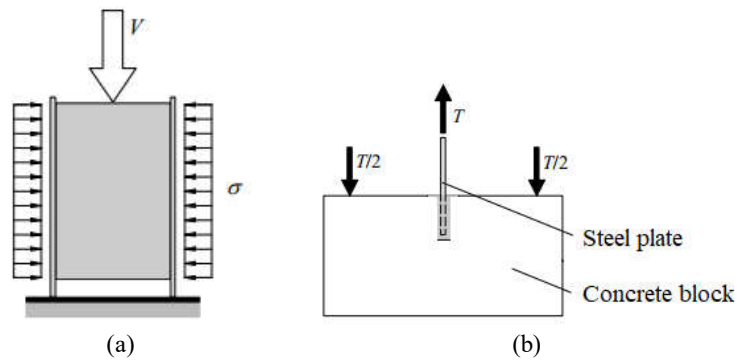 V
σ
T
T/2
T/2
Steel plate
Concrete block
(a)
(b)